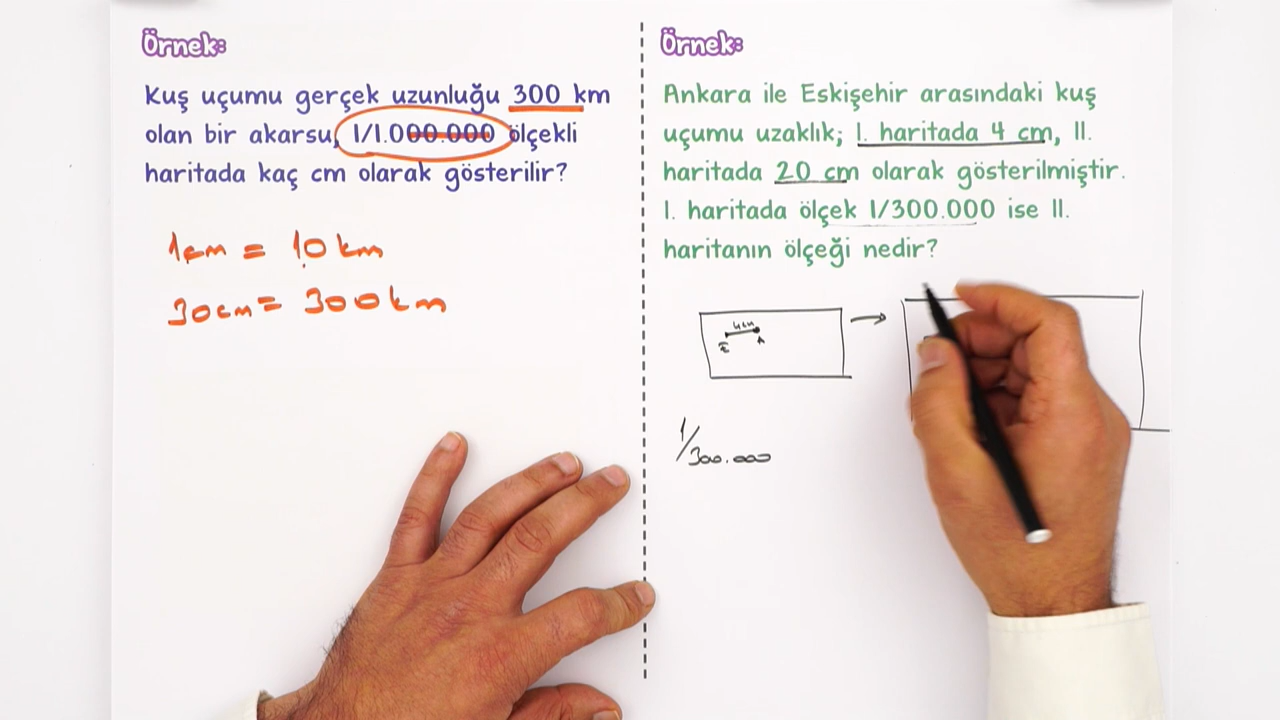 Örnek:
Kuş uçumu gerçek uzunluğu 300 km
olan bir akarsu, 1/1.000.000 ölçekli
haritada kaç cm olarak gösterilir?
1cm = 10 km
30cm = 300km
Örnek:
Ankara ile Eskişehir arasındaki kuş
uçumu uzaklık; I. haritada 4 cm, II.
haritada 20 cm olarak gösterilmiştir.
I. haritada ölçek 1/300.000 ise II.
haritanın ölçeği nedir?
4cm
E A
1/300.000